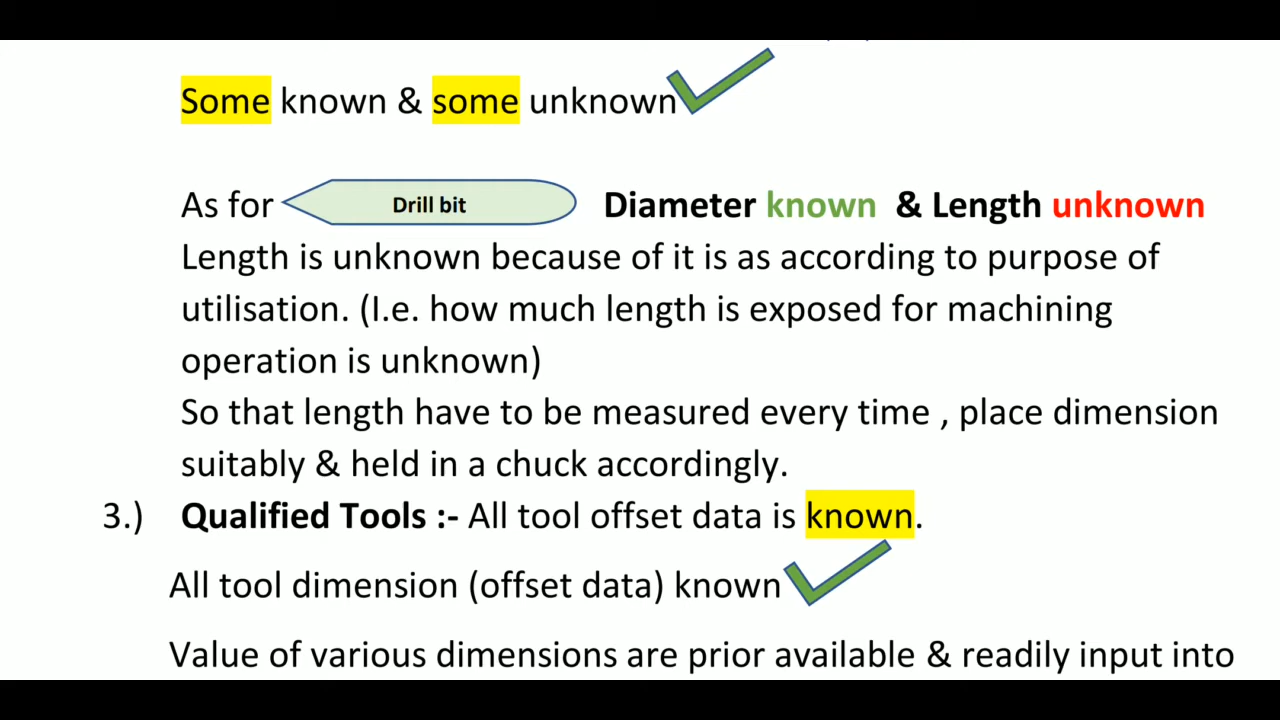 Some known & some unknown
As for Drill bit Diameter known & Length unknown
Length is unknown because of it is as according to purpose of
utilisation. (I.e. how much length is exposed for machining
operation is unknown)
So that length have to be measured every time , place dimension
suitably & held in a chuck accordingly.
3.) Qualified Tools :- All tool offset data is known.
All tool dimension (offset data) known
Value of various dimensions are prior available & readily input into